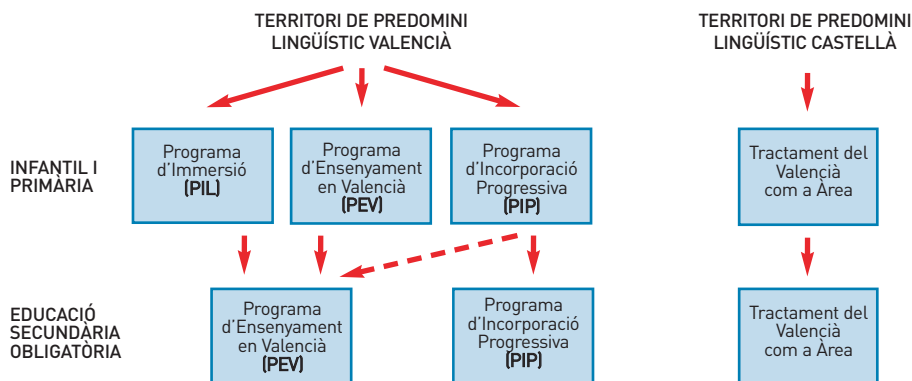 TERRITORI DE PREDOMINI
LINGÜÍSTIC VALENCIÀ
TERRITORI DE PREDOMINI
LINGÜÍSTIC CASTELLÀ
INFANTIL I
PRIMÀRIA
Programa
d'Immersió
(PIL)
Programa
d'Ensenyament
en Valencià
(PEV)
Programa
d'Incorporació
Progressiva
(PIP)
Tractament del
Valencià
com a Àrea
EDUCACIÓ
SECUNDÀRIA
OBLIGATÒRIA
Programa
d'Ensenyament
en Valencià
(PEV)
Programa
d'Incorporació
Progressiva
(PIP)
Tractament del
Valencià
com a Àrea